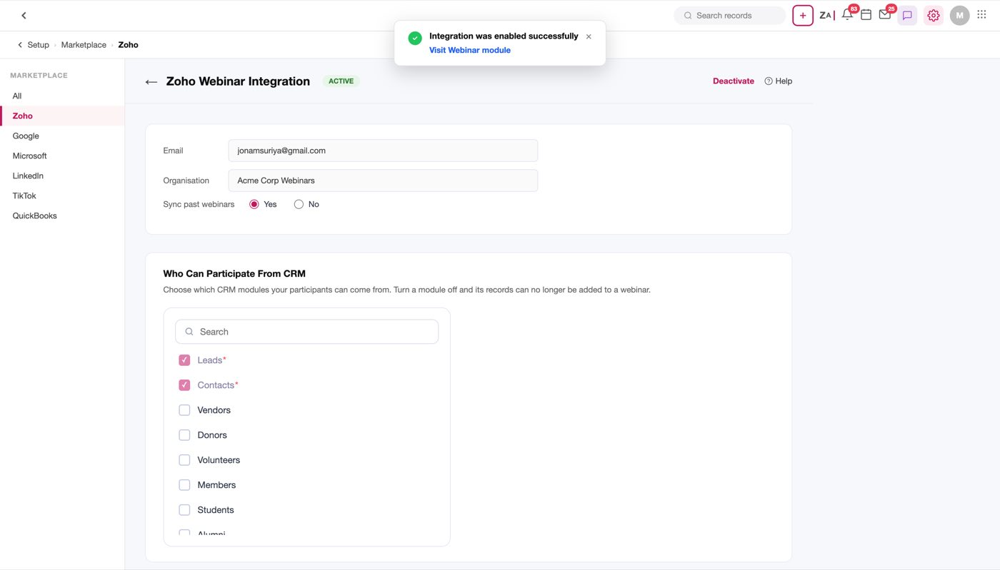 Search records
+
ZA
83
25
M
Integration was enabled successfully
Visit Webinar module
Setup
Marketplace
Zoho
MARKETPLACE
All
Zoho
Google
Microsoft
LinkedIn
TikTok
QuickBooks
Zoho Webinar Integration
ACTIVE
Deactivate
Help
Email
jonamsuriya@gmail.com
Organisation
Acme Corp Webinars
Sync past webinars
Yes
No
Who Can Participate From CRM
Choose which CRM modules your participants can come from. Turn a module off and its records can no longer be added to a webinar.
Search
Leads*
Contacts*
Vendors
Donors
Volunteers
Members
Students
Alumni